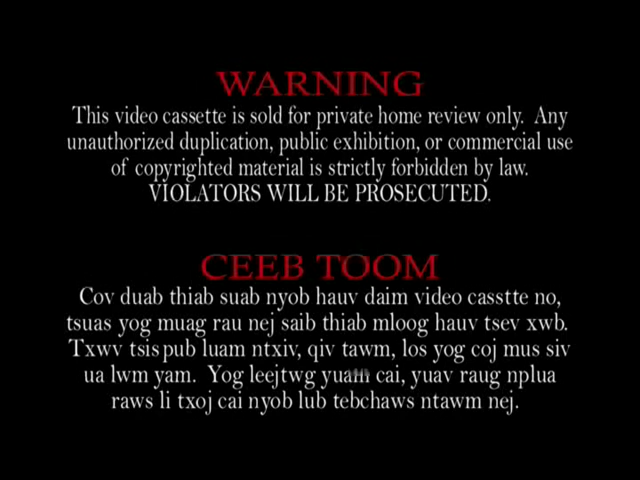 WARNING
This video cassette is sold for private home review only. Any
unauthorized duplication, public exhibition, or commercial use
of copyrighted material is strictly forbidden by law.
VIOLATORS WILL BE PROSECUTED.
CEEB TOOM
Cov duab thiab suab nyob hauv daim video casstte no,
tsuas yog muag rau nej saib thiab mloog hauv tsev xwb.
Txwv tsis pub luam ntxiv, qiv tawm, los yog coj mus siv
ua lwm yam. Yog leejtwg yuam cai, yuav raug nplua
raws li txoj cai nyob lub tebchaws ntawm nej.